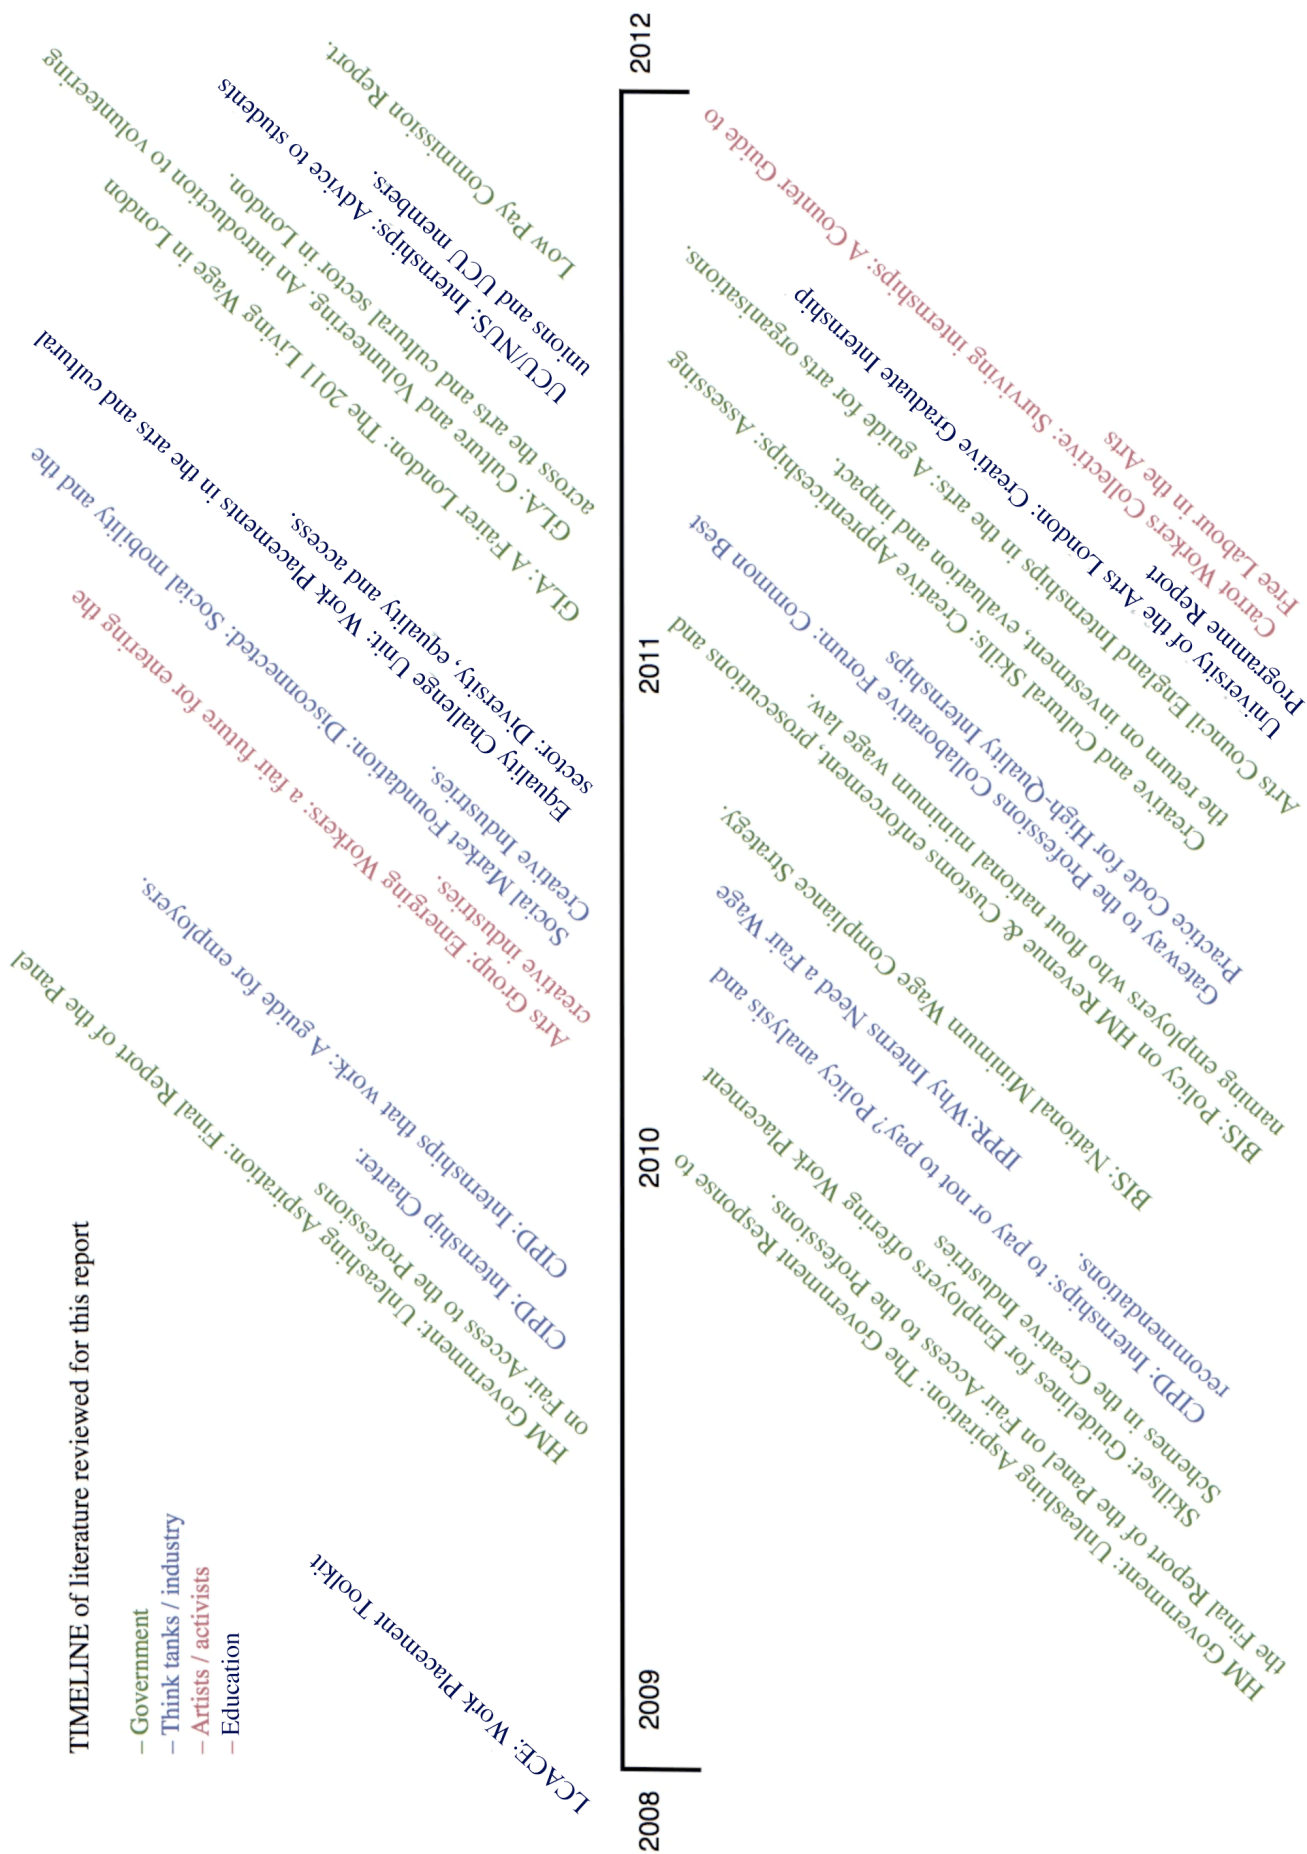 TIMELINE of literature reviewed for this report
– Government
– Think tanks / industry
– Artists / activists
– Education
LCACE: Work Placement Toolkit
HM Government: Unleashing Aspiration: Final Report of the Panel
on Fair Access to the Professions
CIPD: Internship Charter.
CIPD: Internships that work: A guide for employers.
Arts Group: Emerging Workers: a fair future for entering the
creative industries.
Social Market Foundation: Disconnected: Social mobility and the
Creative Industries.
Equality Challenge Unit: Work Placements in the arts and cultural
sector: Diversity, equality and access.
GLA: A Fairer London: The 2011 Living Wage in London
GLA: Culture and Volunteering. An introduction to volunteering
across the arts and cultural sector in London.
UCU/NUS: Internships: Advice to students
unions and UCU members.
Low Pay Commission Report.
2008
2009
2010
2011
2012
HM Government: Unleashing Aspiration: The Government Response to
the Final Report of the Panel on Fair Access to the Professions.
Skillset: Guidelines for Employers offering Work Placement
Schemes in the Creative Industries
CIPD: Internships: to pay or not to pay? Policy analysis and
recommendations.
IPPR: Why Interns Need a Fair Wage
BIS: National Minimum Wage Compliance Strategy.
BIS: Policy on HM Revenue & Customs enforcement, prosecutions and
naming employers who flout national minimum wage law.
Gateway to the Professions Collaborative Forum: Common Best
Practice Code for High-Quality Internships
Creative and Cultural Skills: Creative Apprenticeships: Assessing
the return on investment, evaluation and impact.
Arts Council England Internships in the arts: A guide for arts organisations.
University of the Arts London: Creative Graduate Internship
Programme Report
Carrot Workers Collective: Surviving internships: A Counter Guide to
Free Labour in the Arts